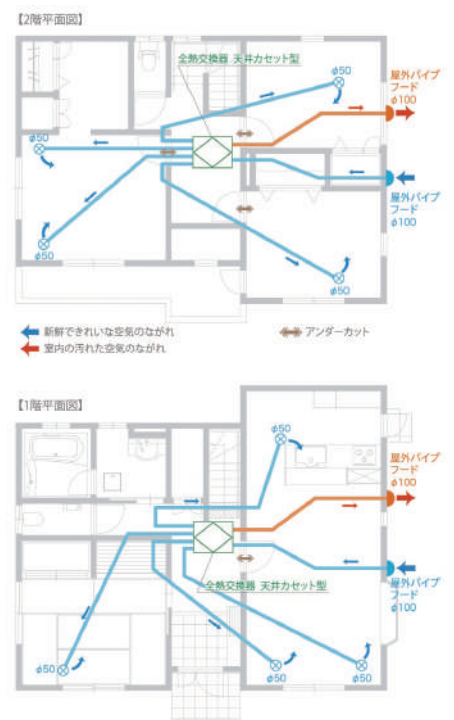 【2階平面図】
全熱交換器 天井カセット型
φ50
屋外パイプ
フード
φ100
φ50
屋外パイプ
フード
φ100
φ50
φ50
新鮮できれいな空気のながれ
アンダーカット
室内の汚れた空気のながれ
【1階平面図】
φ50
屋外パイプ
フード
φ100
屋外パイプ
フード
φ100
全熱交換器 天井カセット型
φ50
φ50
φ50